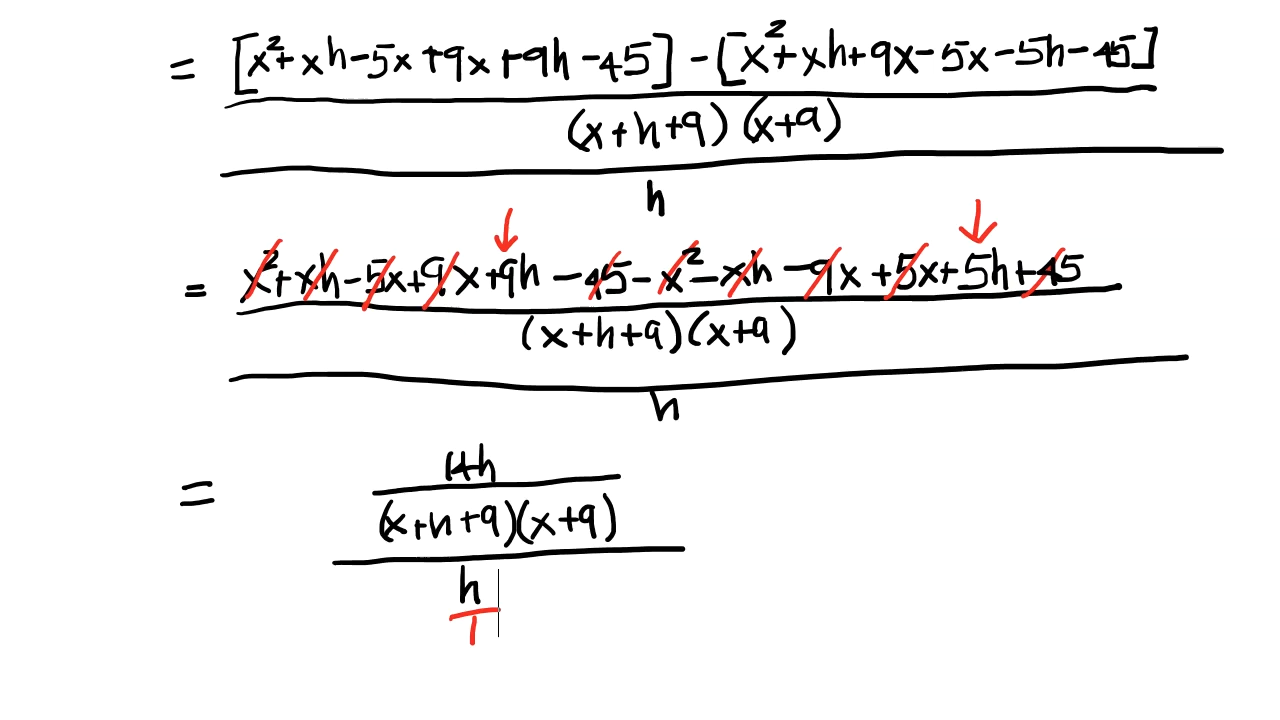 = [x²+xh-5x+9x+9h-45] - [x²+xh+9x-5x-5h-45]
(x+h+9)(x+9)
h
= x²+xh-5x+9x+9h-45-x²-xh-9x+5x+5h+45
(x+h+9)(x+9)
h
= 14h
(x+h+9)(x+9)
h
1